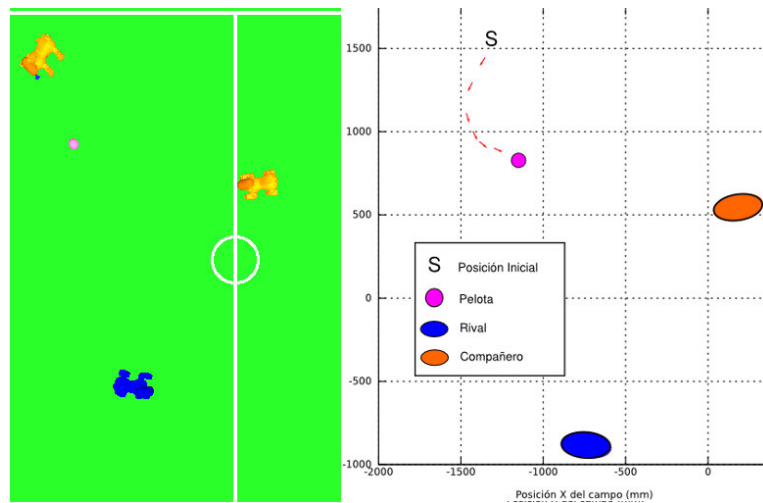 S
1500
1000
500
S Posición Inicial
Pelota
0
Rival
Compañero
-500
-1000
-2000 -1500 -1000 -500 0
Posición X del campo (mm)